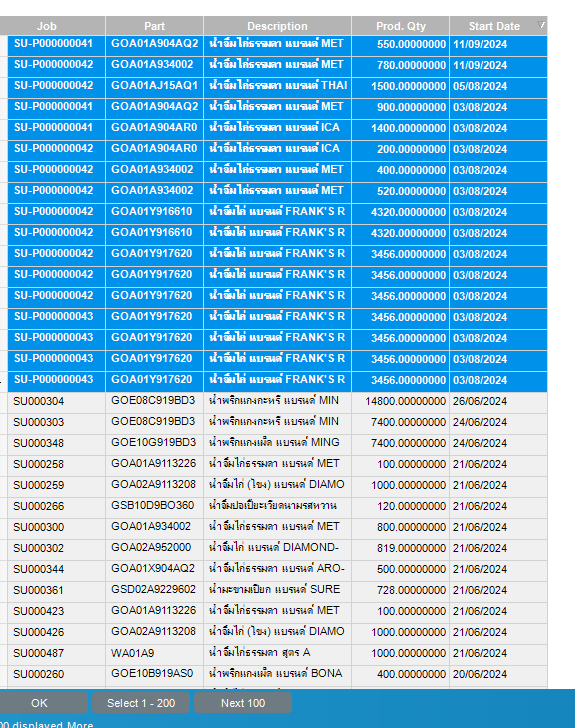 Job Part Description Prod. Qty Start Date
SU-P000000041 GOA01A904AQ2 น้ำจิ้มไก่ธรรมดา แบรนด์ MET 550.00000000 11/09/2024
SU-P000000042 GOA01A934002 น้ำจิ้มไก่ธรรมดา แบรนด์ MET 780.00000000 11/09/2024
SU-P000000042 GOA01AJ15AQ1 น้ำจิ้มไก่ธรรมดา แบรนด์ THAI 1500.00000000 05/08/2024
SU-P000000041 GOA01A904AQ2 น้ำจิ้มไก่ธรรมดา แบรนด์ MET 900.00000000 03/08/2024
SU-P000000041 GOA01A904AR0 น้ำจิ้มไก่ธรรมดา แบรนด์ ICA 1400.00000000 03/08/2024
SU-P000000042 GOA01A904AR0 น้ำจิ้มไก่ธรรมดา แบรนด์ ICA 200.00000000 03/08/2024
SU-P000000042 GOA01A934002 น้ำจิ้มไก่ธรรมดา แบรนด์ MET 400.00000000 03/08/2024
SU-P000000042 GOA01A934002 น้ำจิ้มไก่ธรรมดา แบรนด์ MET 520.00000000 03/08/2024
SU-P000000042 GOA01Y916610 น้ำจิ้มไก่ แบรนด์ FRANK'S R 4320.00000000 03/08/2024
SU-P000000042 GOA01Y916610 น้ำจิ้มไก่ แบรนด์ FRANK'S R 4320.00000000 03/08/2024
SU-P000000042 GOA01Y917620 น้ำจิ้มไก่ แบรนด์ FRANK'S R 3456.00000000 03/08/2024
SU-P000000042 GOA01Y917620 น้ำจิ้มไก่ แบรนด์ FRANK'S R 3456.00000000 03/08/2024
SU-P000000042 GOA01Y917620 น้ำจิ้มไก่ แบรนด์ FRANK'S R 3456.00000000 03/08/2024
SU-P000000043 GOA01Y917620 น้ำจิ้มไก่ แบรนด์ FRANK'S R 3456.00000000 03/08/2024
SU-P000000043 GOA01Y917620 น้ำจิ้มไก่ แบรนด์ FRANK'S R 3456.00000000 03/08/2024
SU-P000000043 GOA01Y917620 น้ำจิ้มไก่ แบรนด์ FRANK'S R 3456.00000000 03/08/2024
SU-P000000043 GOA01Y917620 น้ำจิ้มไก่ แบรนด์ FRANK'S R 3456.00000000 03/08/2024
SU000304 GOE08C919BD3 น้ำพริกแกงกะหรี่ แบรนด์ MIN 14800.00000000 26/06/2024
SU000303 GOE08C919BD3 น้ำพริกแกงกะหรี่ แบรนด์ MIN 7400.00000000 24/06/2024
SU000348 GOE10G919BD3 น้ำพริกแกงเผ็ด แบรนด์ MING 7400.00000000 24/06/2024
SU000258 GOA01A9113226 น้ำจิ้มไก่ธรรมดา แบรนด์ MET 100.00000000 21/06/2024
SU000259 GOA02A9113208 น้ำจิ้มไก่ (โขง) แบรนด์ DIAMO 1000.00000000 21/06/2024
SU000266 GSB10D9BO360 น้ำจิ้มปอเปี๊ยะเวียดนามรสหวาน 120.00000000 21/06/2024
SU000300 GOA01A934002 น้ำจิ้มไก่ธรรมดา แบรนด์ MET 800.00000000 21/06/2024
SU000302 GOA02A952000 น้ำจิ้มไก่ แบรนด์ DIAMOND- 819.00000000 21/06/2024
SU000344 GOA01X904AQ2 น้ำจิ้มไก่ธรรมดา แบรนด์ ARO- 500.00000000 21/06/2024
SU000361 GSD02A9229602 น้ำมะขามเปียก แบรนด์ SURE 728.00000000 21/06/2024
SU000423 GOA01A9113226 น้ำจิ้มไก่ธรรมดา แบรนด์ MET 100.00000000 21/06/2024
SU000426 GOA02A9113208 น้ำจิ้มไก่ (โขง) แบรนด์ DIAMO 1000.00000000 21/06/2024
SU000487 WA01A9 น้ำจิ้มไก่ธรรมดา สูตร A 1000.00000000 21/06/2024
SU000260 GOE10B919AS0 น้ำพริกแกงเผ็ด แบรนด์ BONA 400.00000000 20/06/2024
OK Select 1 - 200 Next 100
00 displayed More